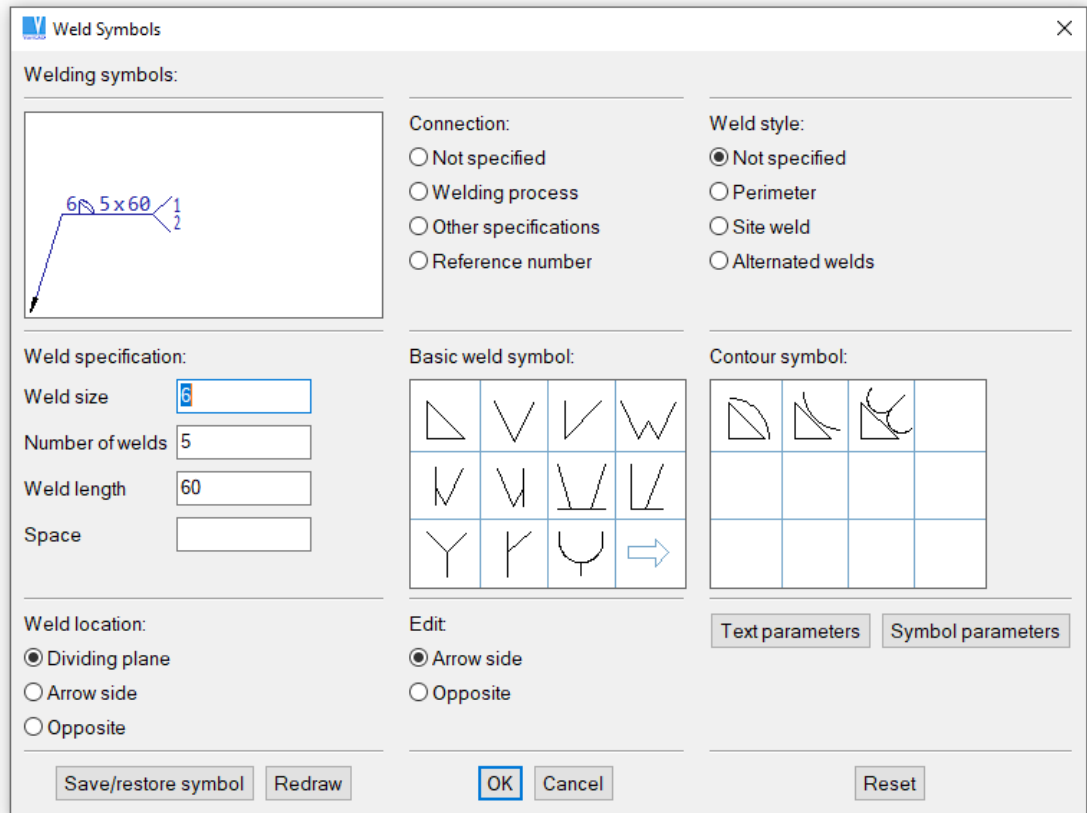 Weld Symbols
Welding symbols:
6 5x60 1
2
Connection:
Not specified
Welding process
Other specifications
Reference number
Weld style:
Not specified
Perimeter
Site weld
Alternated welds
Weld specification:
Weld size 6
Number of welds 5
Weld length 60
Space
Basic weld symbol:
Contour symbol:
Weld location:
Dividing plane
Arrow side
Opposite
Edit:
Arrow side
Opposite
Text parameters Symbol parameters
Save/restore symbol Redraw OK Cancel Reset